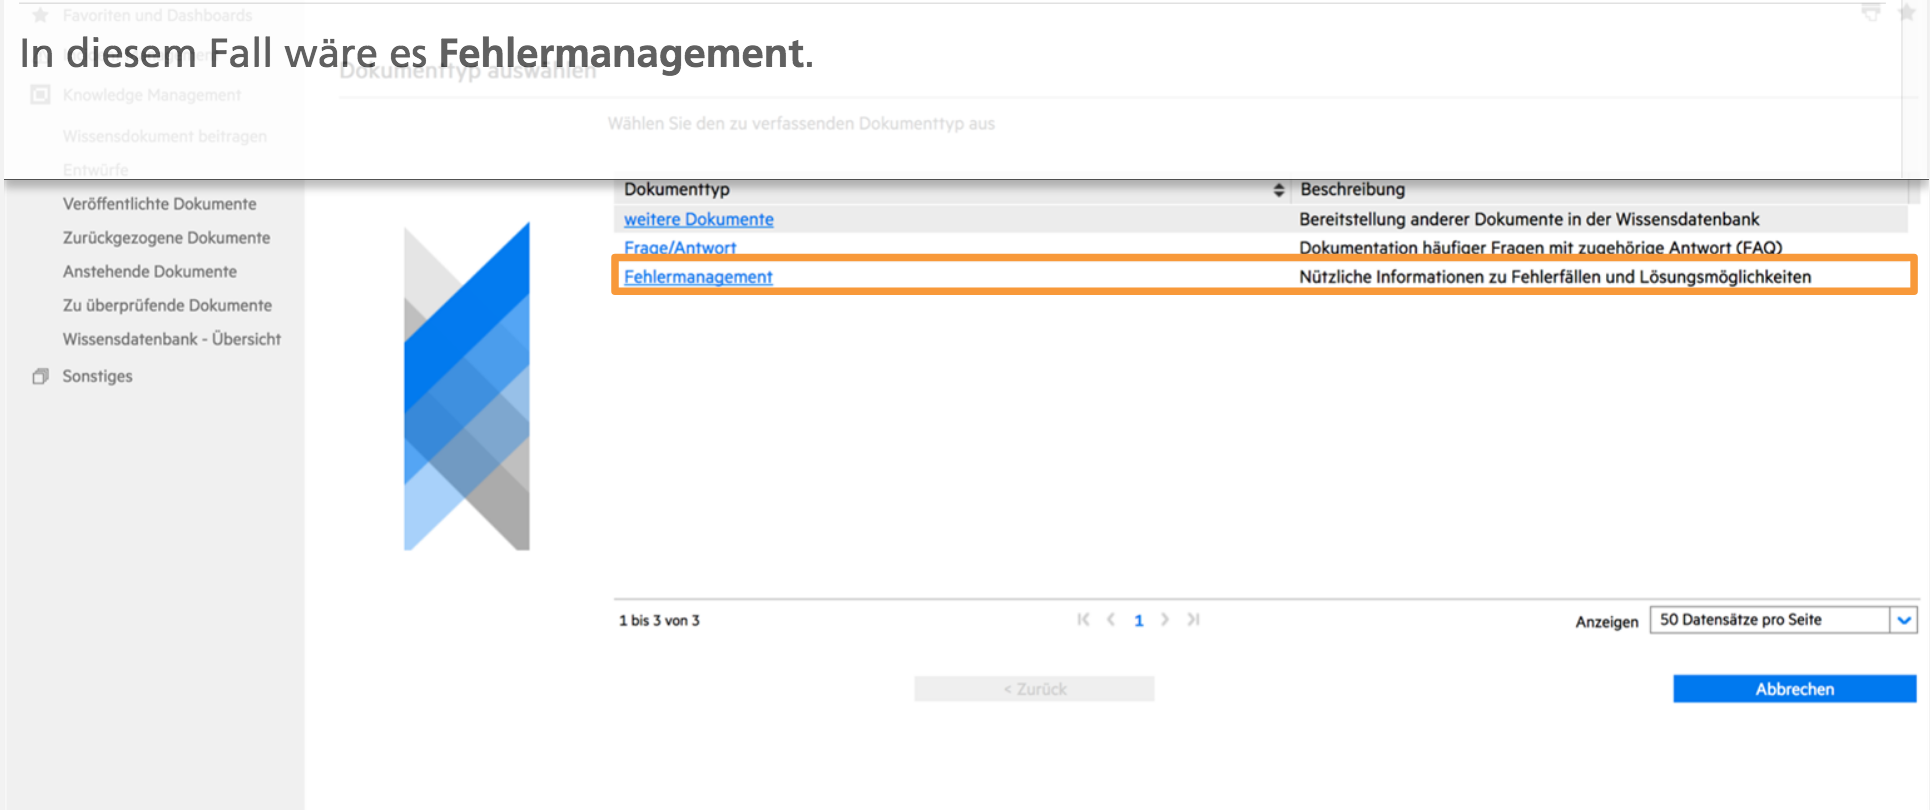 Favoriten und Dashboards
In diesem Fall wäre es Fehlermanagement.
Dokumenttyp auswählen
Knowledge Management
Wählen Sie den zu verfassenden Dokumenttyp aus
Wissensdokument beitragen
Entwürfe
Veröffentlichte Dokumente
Zurückgezogene Dokumente
Anstehende Dokumente
Zu überprüfende Dokumente
Wissensdatenbank - Übersicht
Sonstiges
Dokumenttyp Beschreibung
weitere Dokumente Bereitstellung anderer Dokumente in der Wissensdatenbank
Frage/Antwort Dokumentation häufiger Fragen mit zugehörige Antwort (FAQ)
Fehlermanagement Nützliche Informationen zu Fehlerfällen und Lösungsmöglichkeiten
1 bis 3 von 3 1 Anzeigen 50 Datensätze pro Seite
< Zurück Abbrechen